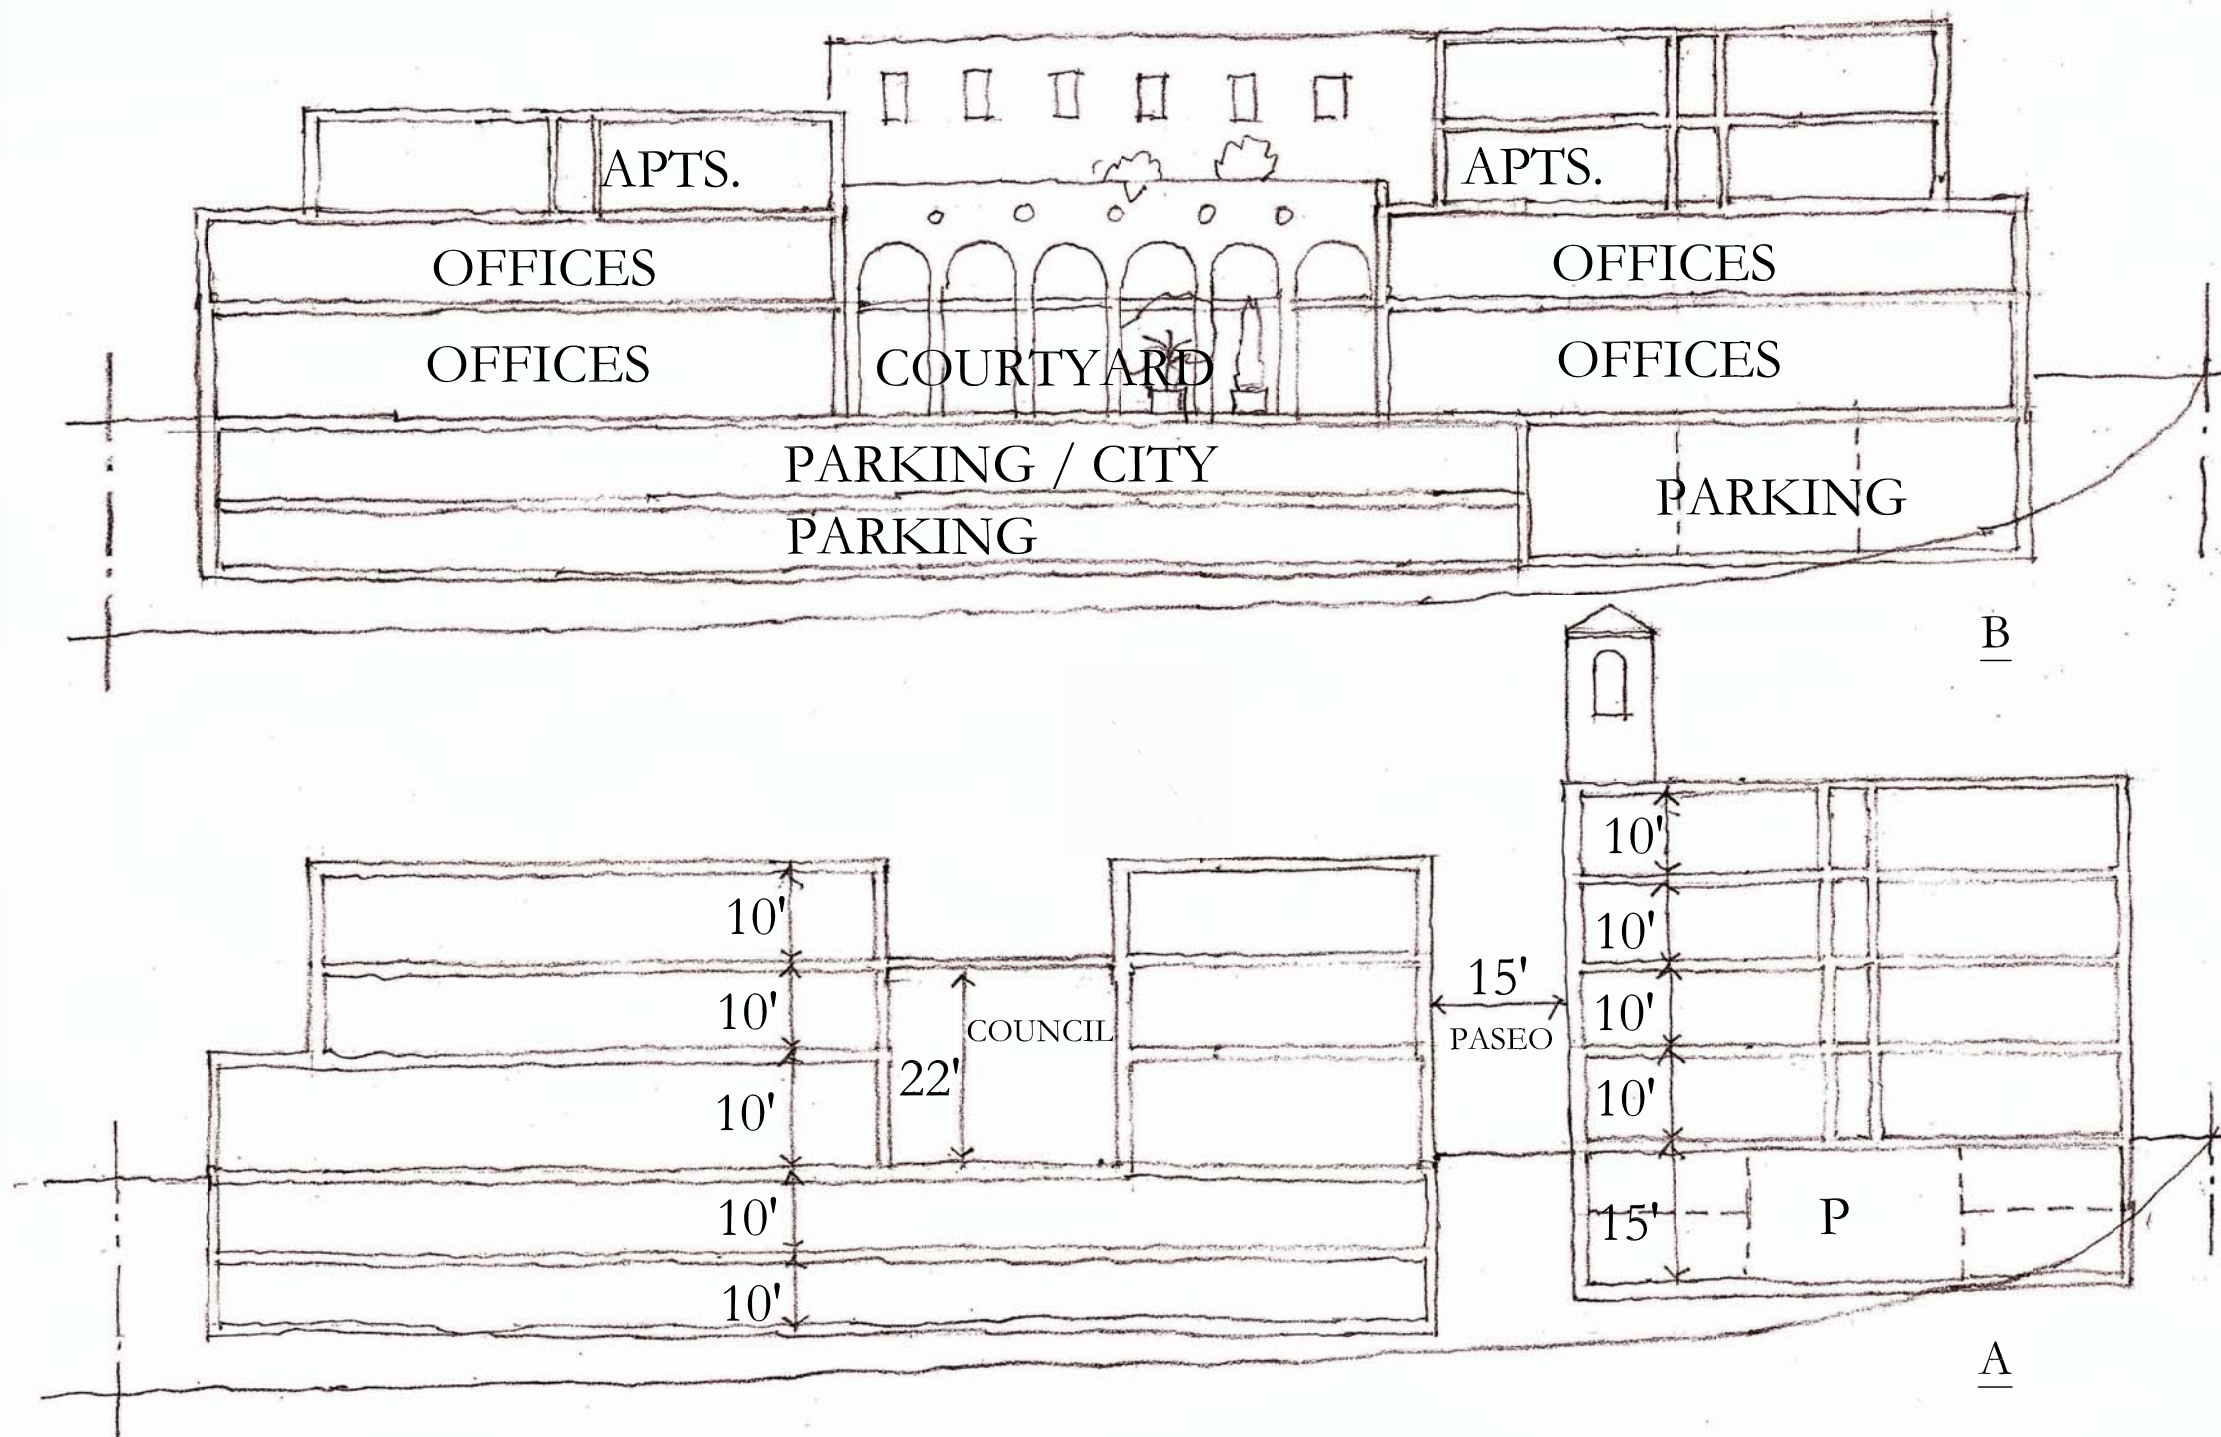 APTS.
APTS.
OFFICES
OFFICES
OFFICES
OFFICES
COURTYARD
PARKING / CITY
PARKING
PARKING
B
10'
10'
10'
10'
10'
22'
COUNCIL
15'
PASEO
10'
10'
10'
10'
15'
P
A